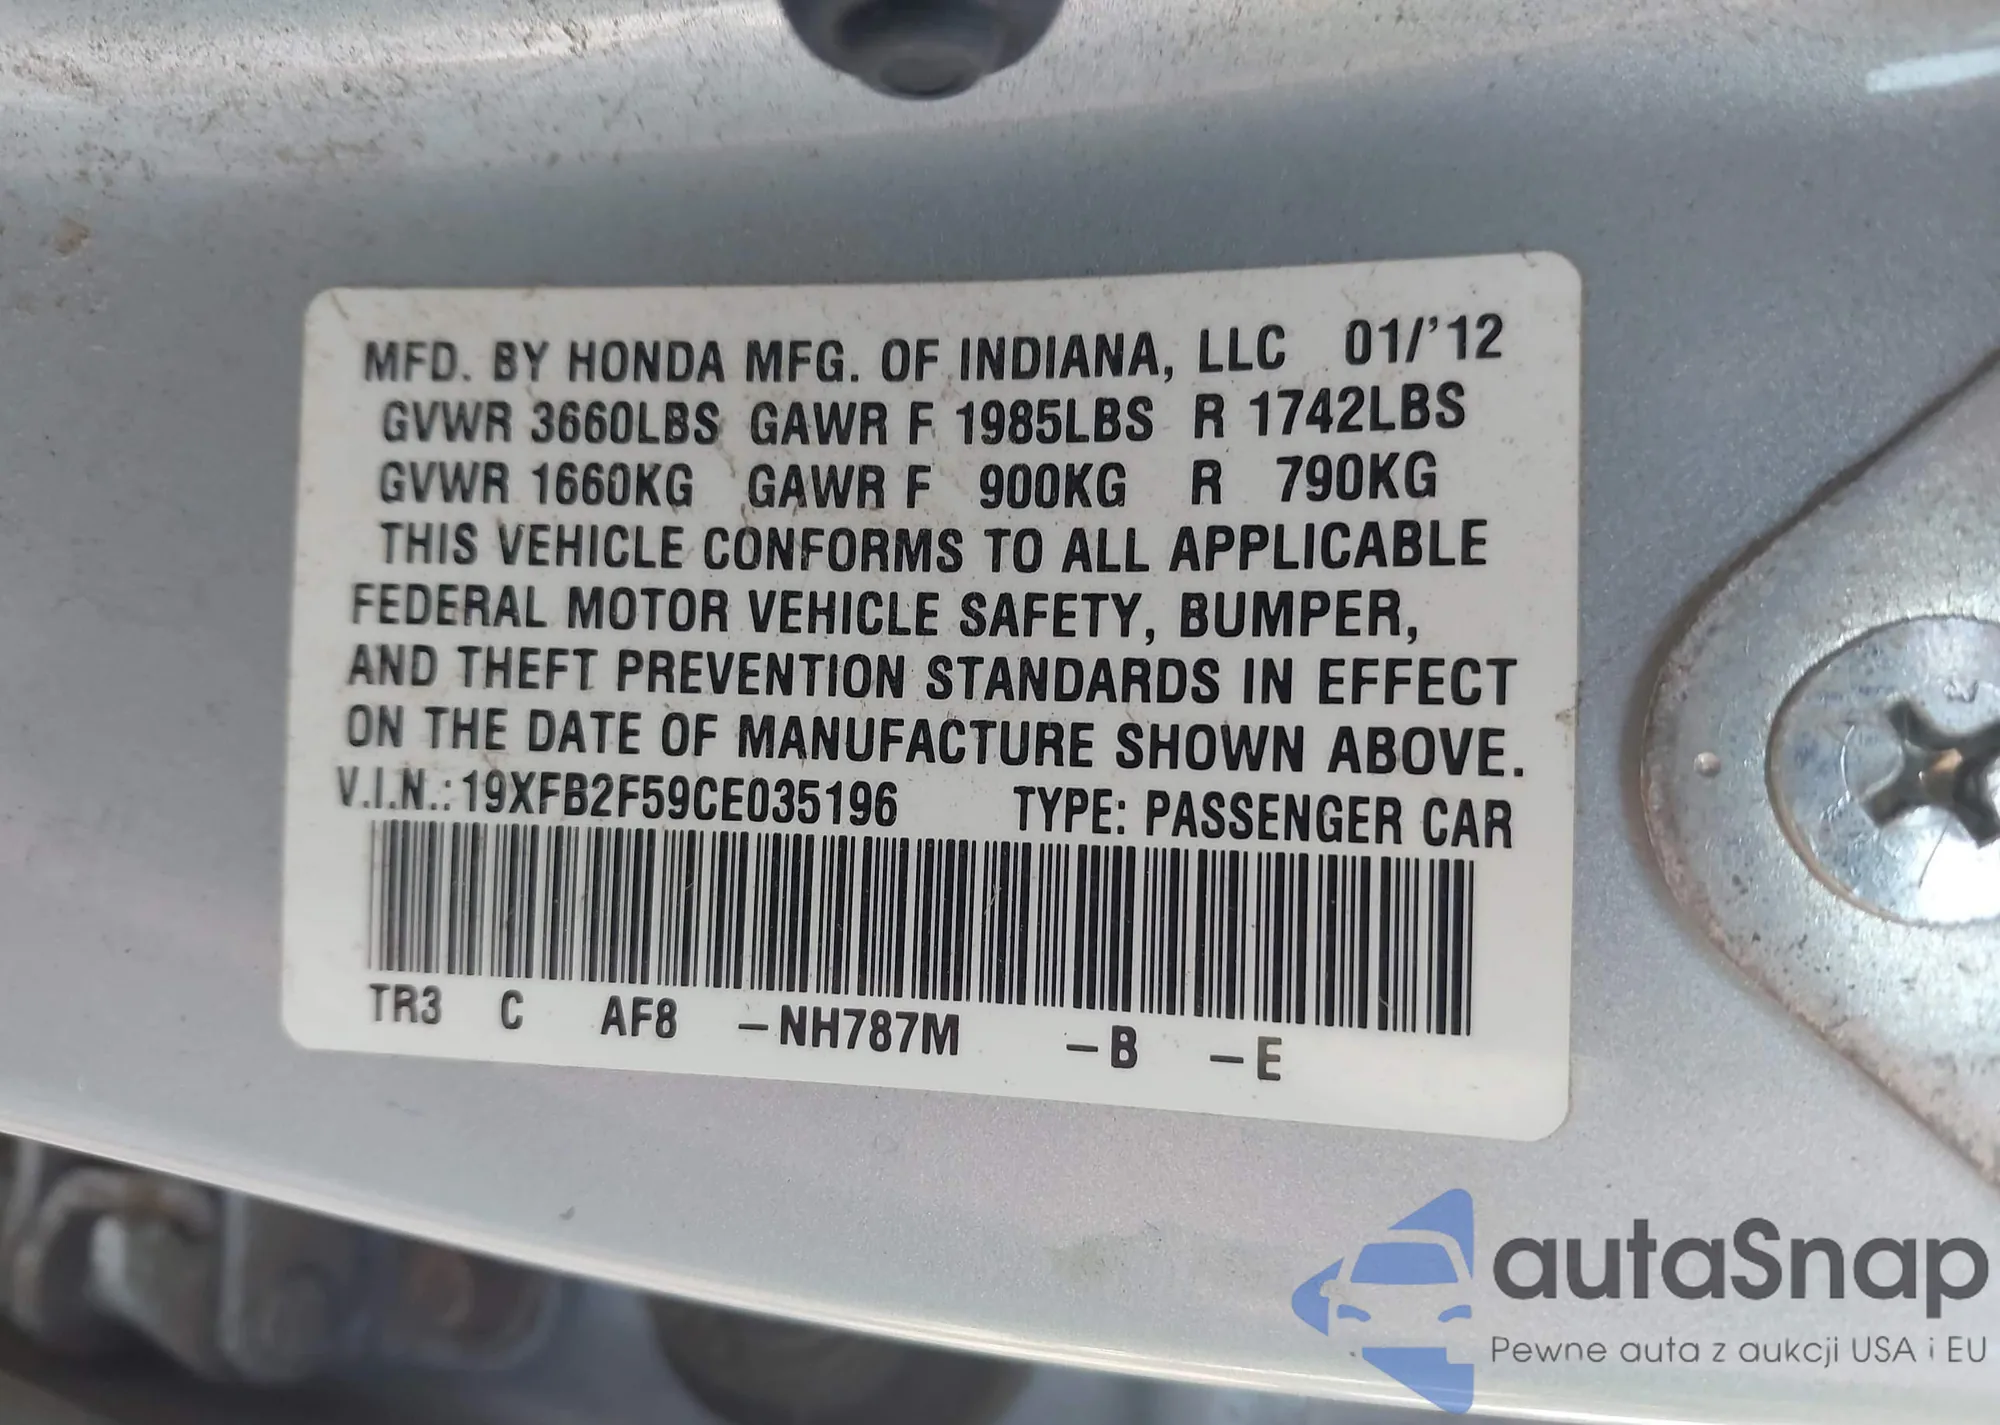 MFD. BY HONDA MFG. OF INDIANA, LLC 01/'12
GVWR 3660LBS GAWR F 1985LBS R 1742LBS
GVWR 1660KG GAWR F 900KG R 790KG
THIS VEHICLE CONFORMS TO ALL APPLICABLE
FEDERAL MOTOR VEHICLE SAFETY, BUMPER,
AND THEFT PREVENTION STANDARDS IN EFFECT
ON THE DATE OF MANUFACTURE SHOWN ABOVE.
V.I.N.: 19XFB2F59CE035196 TYPE: PASSENGER CAR
TR3 C AF8 –NH787M –B –E
autaSnap
Pewne auta z aukcji USA i EU